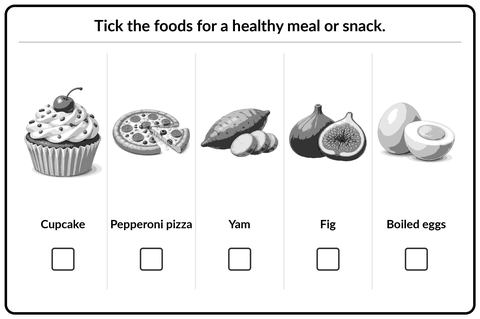 Tick the foods for a healthy meal or snack.
Cupcake
Pepperoni pizza
Yam
Fig
Boiled eggs